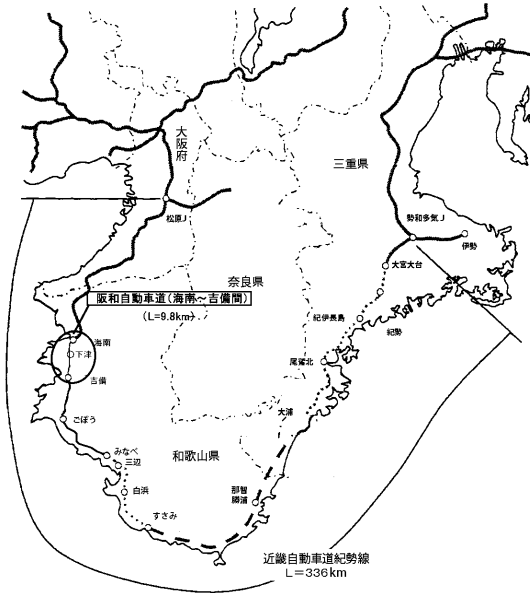 大阪府
三重県
松原J
勢和多気J
伊勢
大宮大台
奈良県
阪和自動車道(海南～吉備間)
(L=9.8km)
紀伊長島
紀勢
海南
下津
尾鷲北
吉備
大浦
ごぼう
みなべ
三辺
和歌山県
白浜
那智
勝浦
すさみ
近畿自動車道紀勢線
L=336km